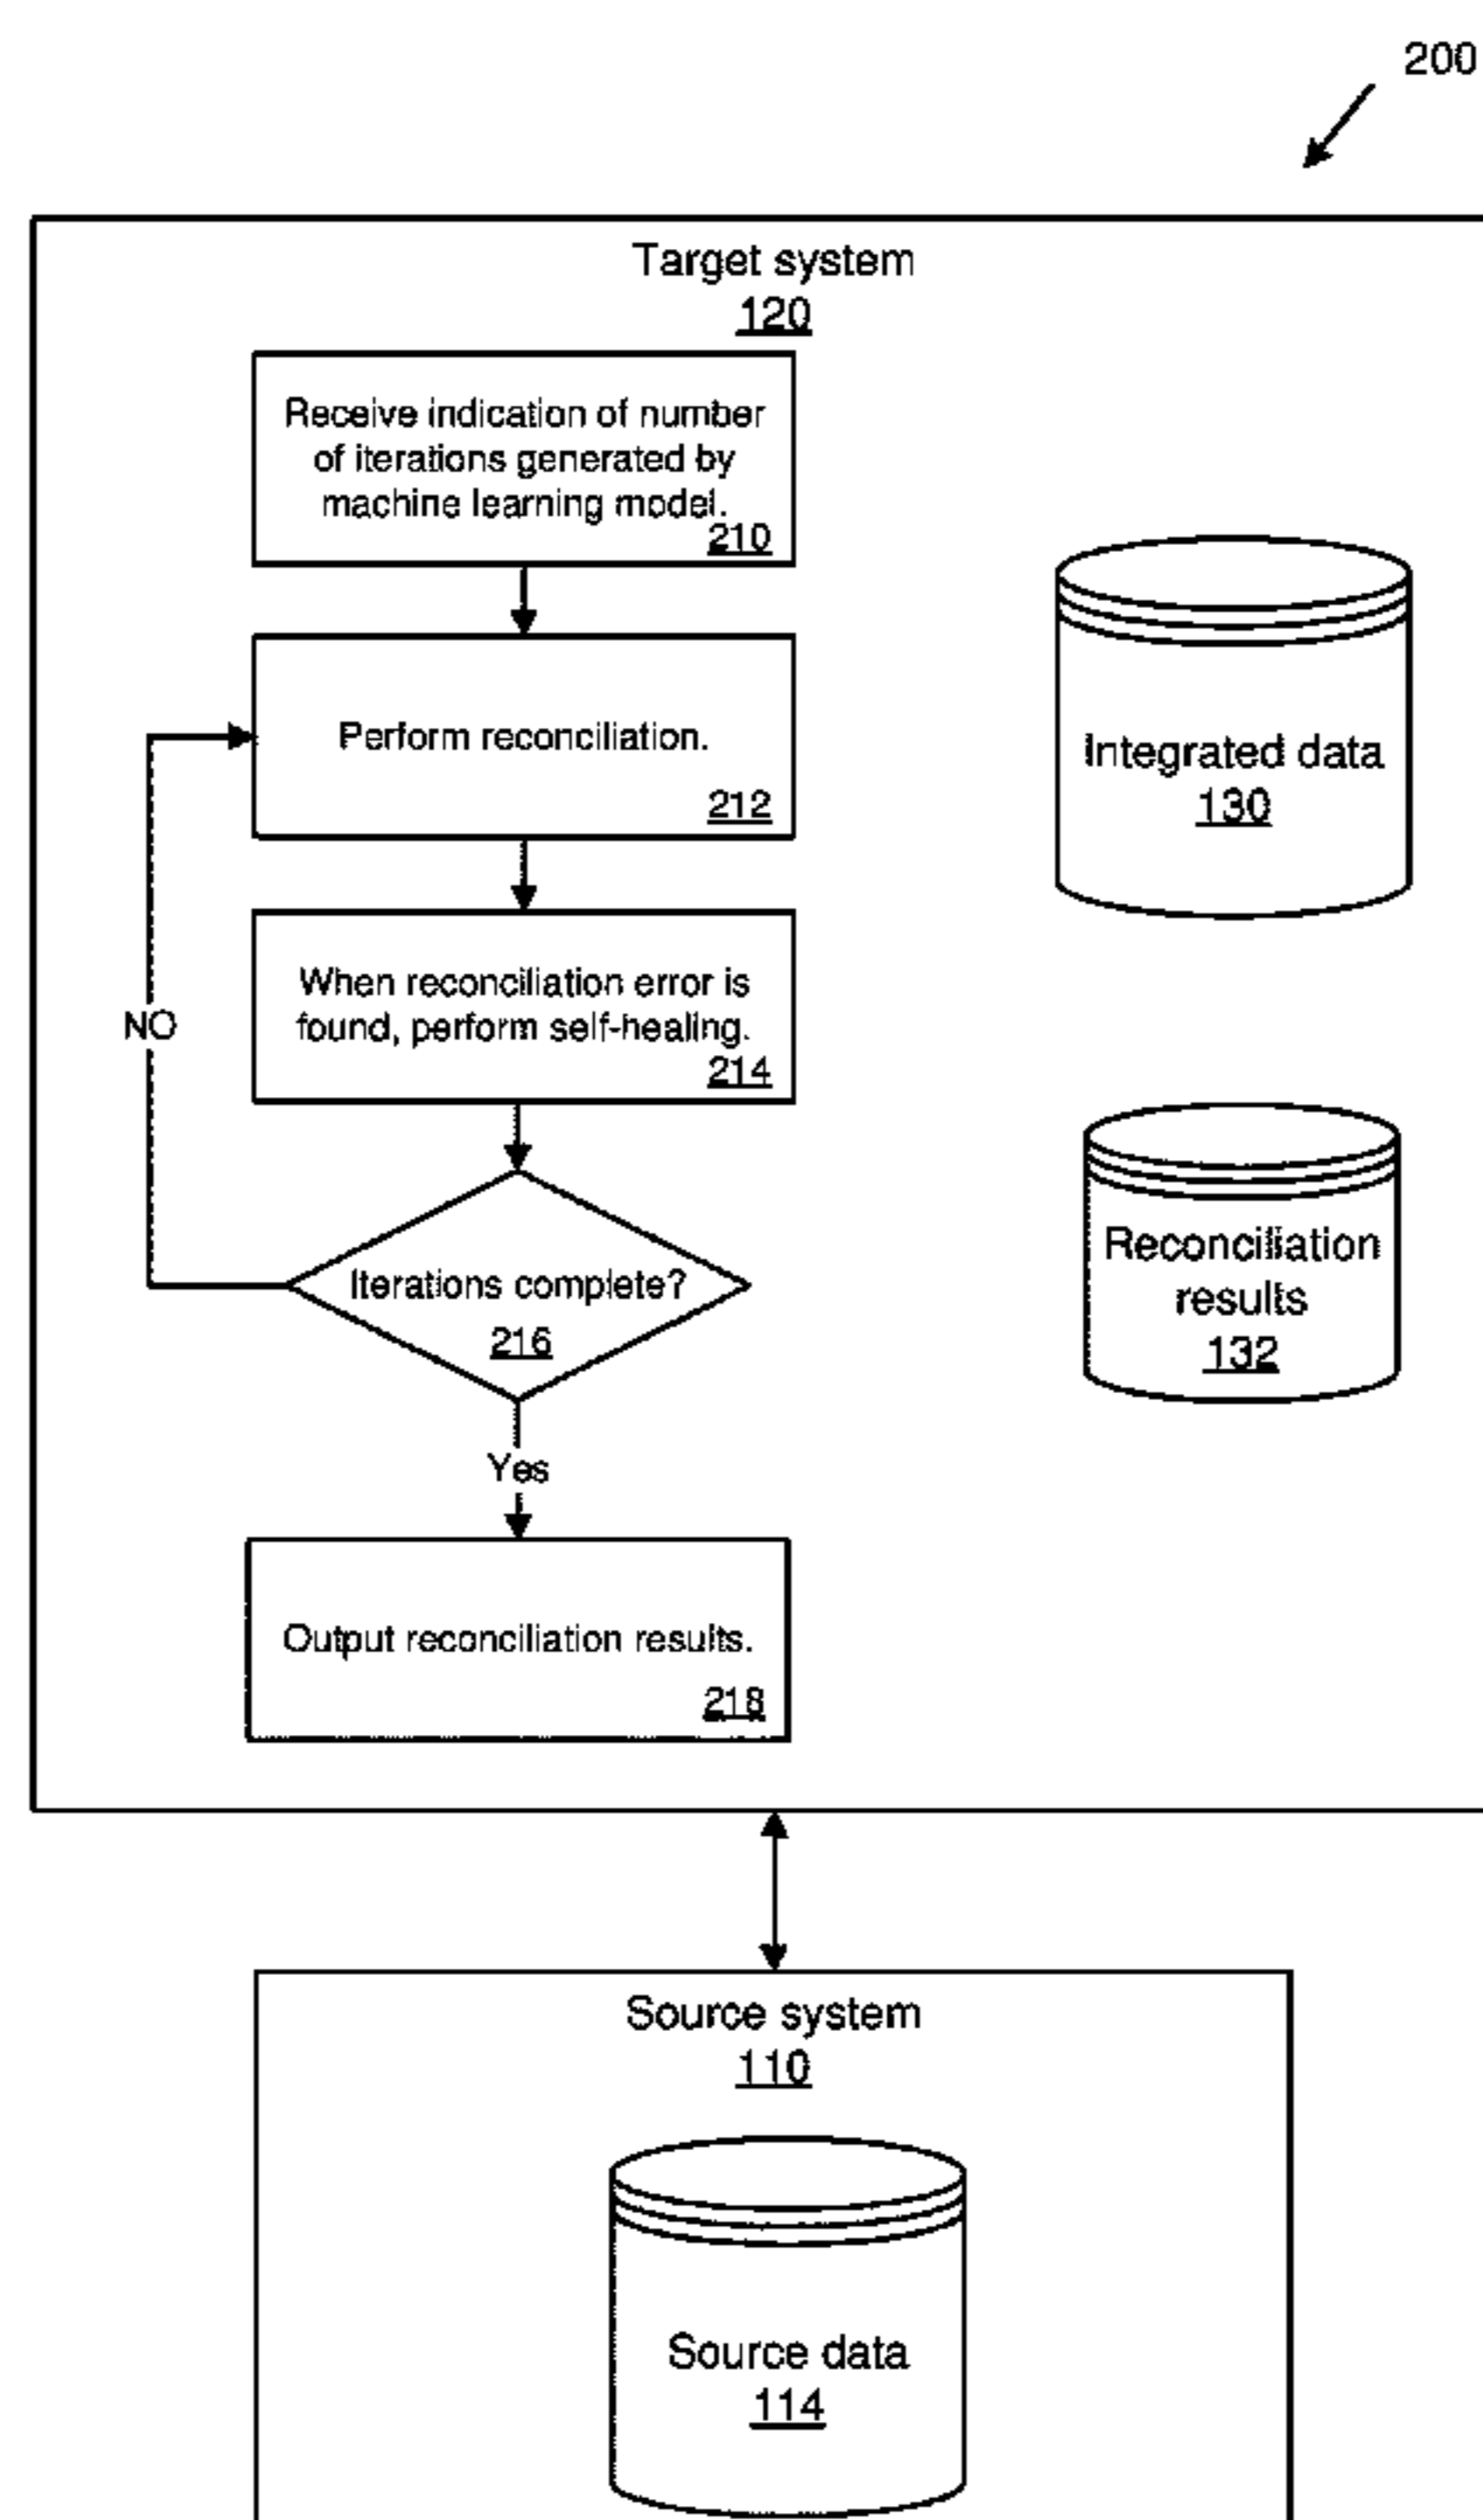 200
Target system
120
Receive indication of number
of iterations generated by
machine learning model.
210
Perform reconciliation.
212
When reconciliation error is
found, perform self-healing.
214
NO
Iterations complete?
216
Yes
Output reconciliation results.
218
Integrated data
130
Reconciliation
results
132
Source system
110
Source data
114